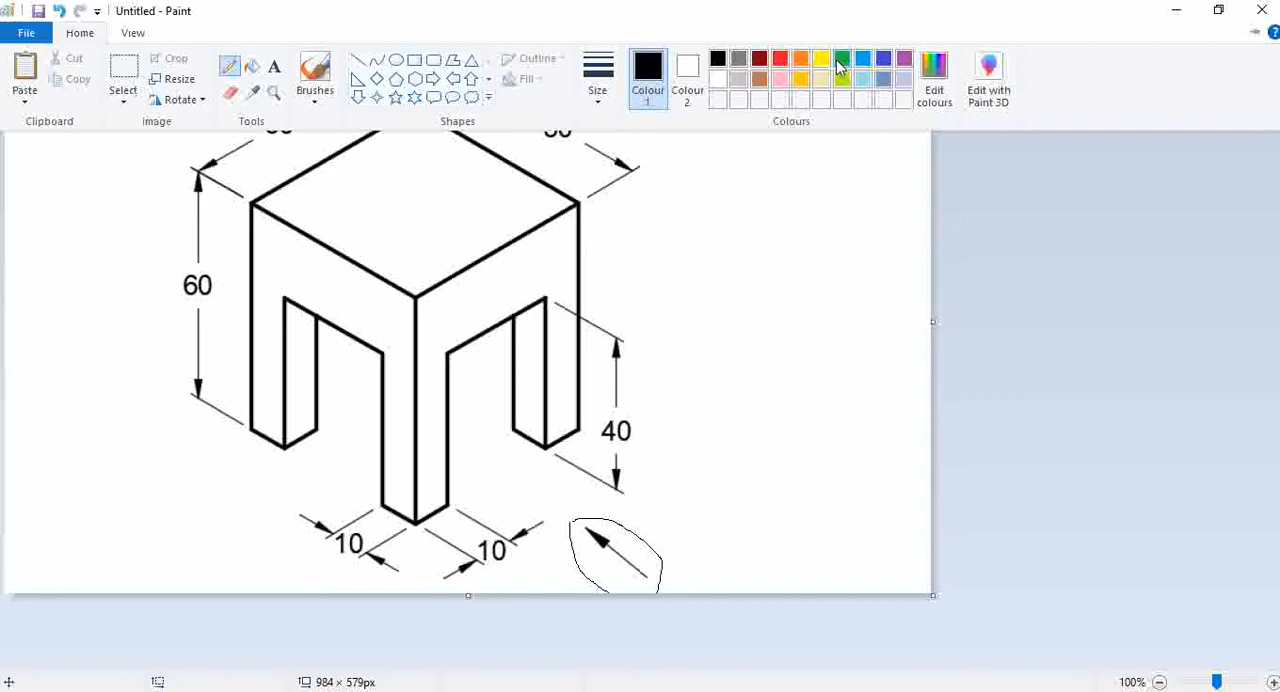 Untitled - Paint
File
Home
View
Paste
Cut
Copy
Clipboard
Select
Crop
Resize
Rotate
Image
A
Tools
Brushes
Outline
Fill
Shapes
Size
Colour
1
Colour
2
Colours
Edit
colours
Edit with
Paint 3D
60
40
10
10
984 × 579px
100%